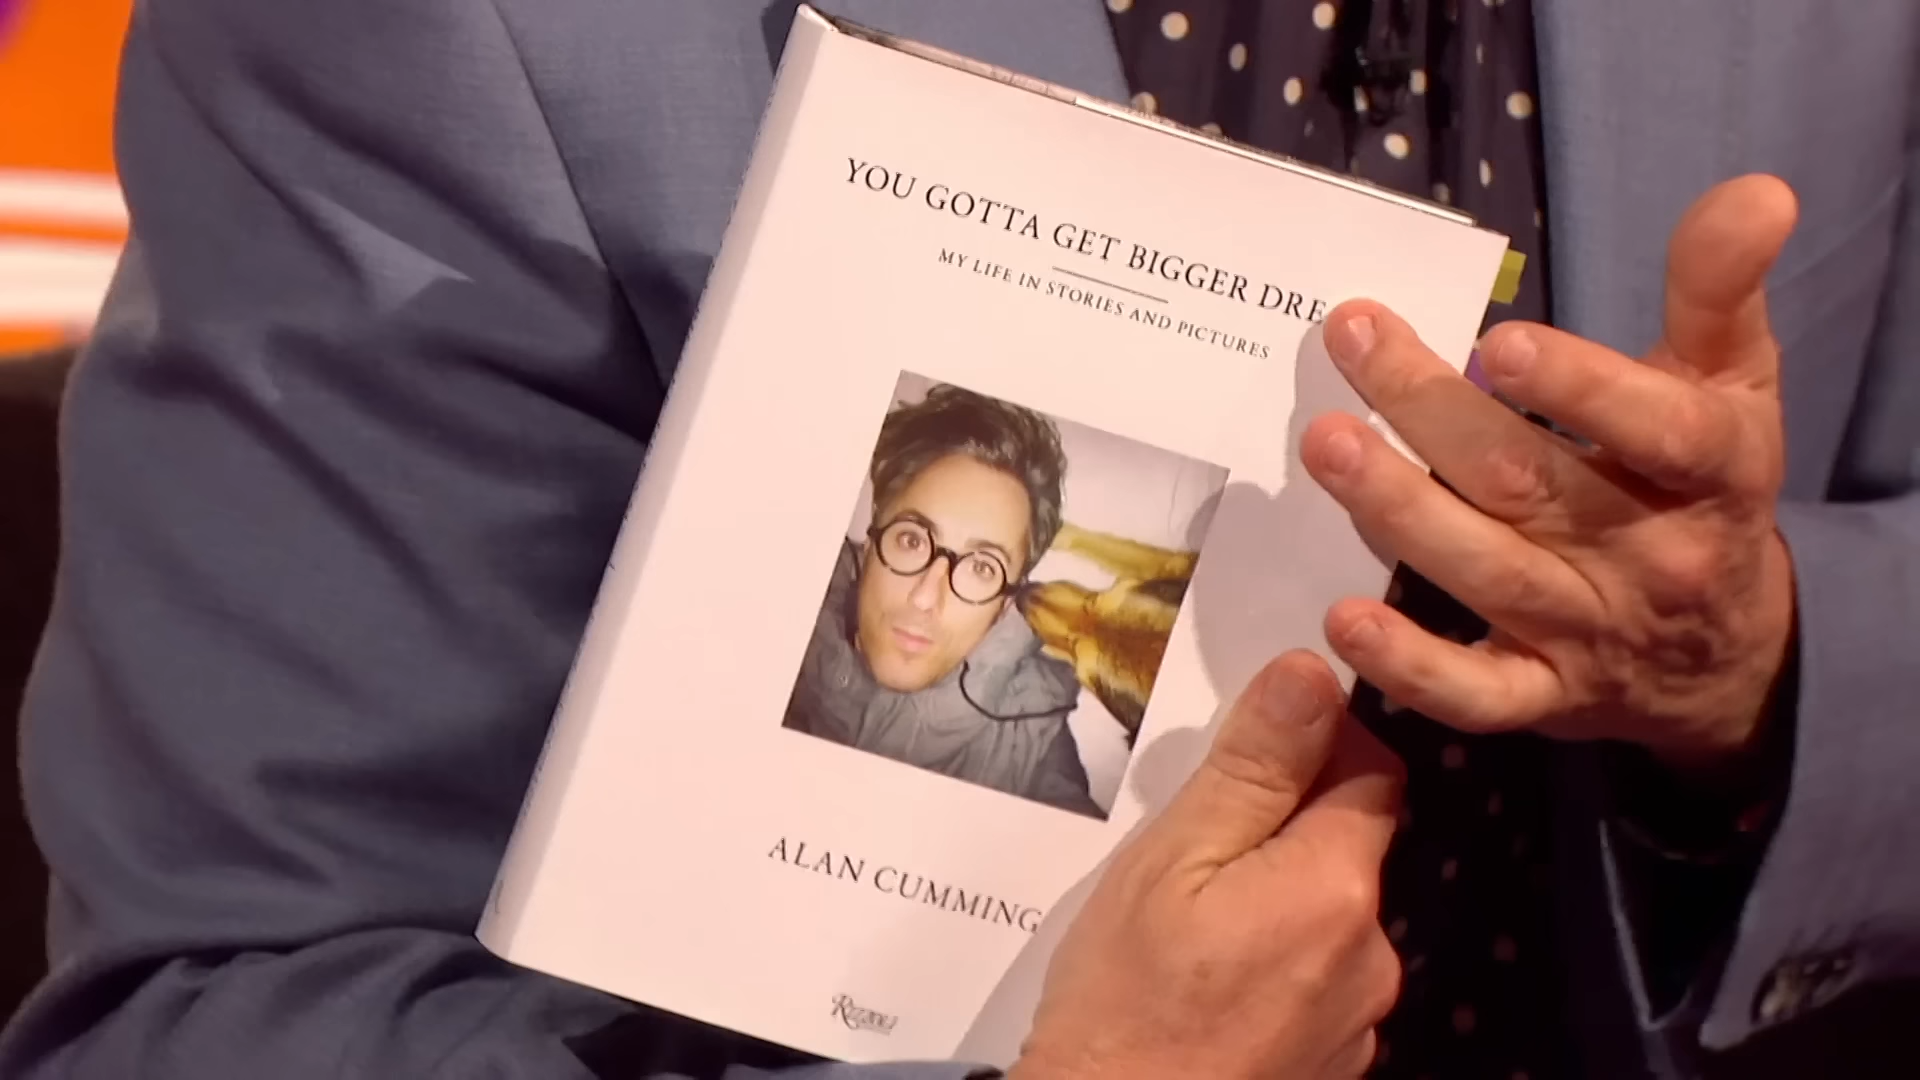 YOU GOTTA GET BIGGER DRE
MY LIFE IN STORIES AND PICTURES
ALAN CUMMING
Rizzoli